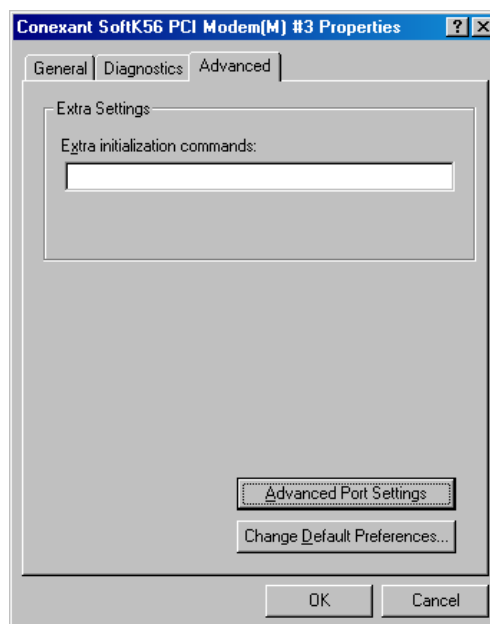 Conexant SoftK56 PCI Modem(M) #3 Properties ? X
General Diagnostics Advanced
Extra Settings
Extra initialization commands:
Advanced Port Settings
Change Default Preferences...
OK Cancel